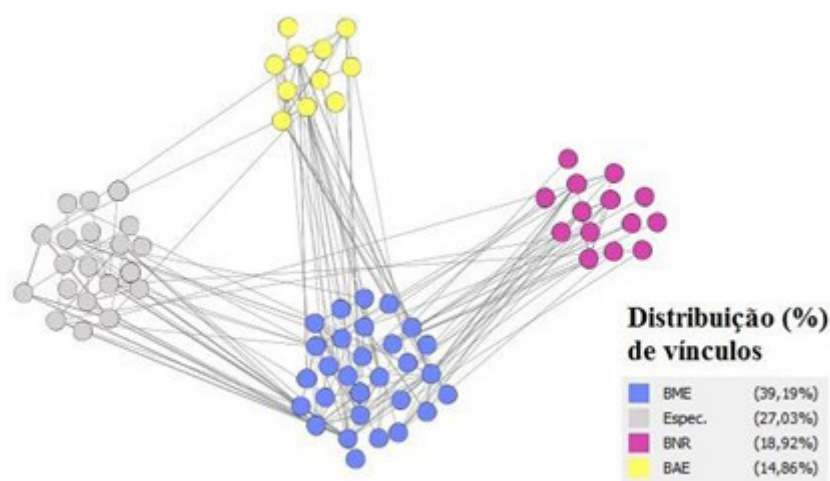 Distribuição (%)
de vínculos
BME (39,19%)
Espec. (27,03%)
BNR (18,92%)
BAE (14,86%)